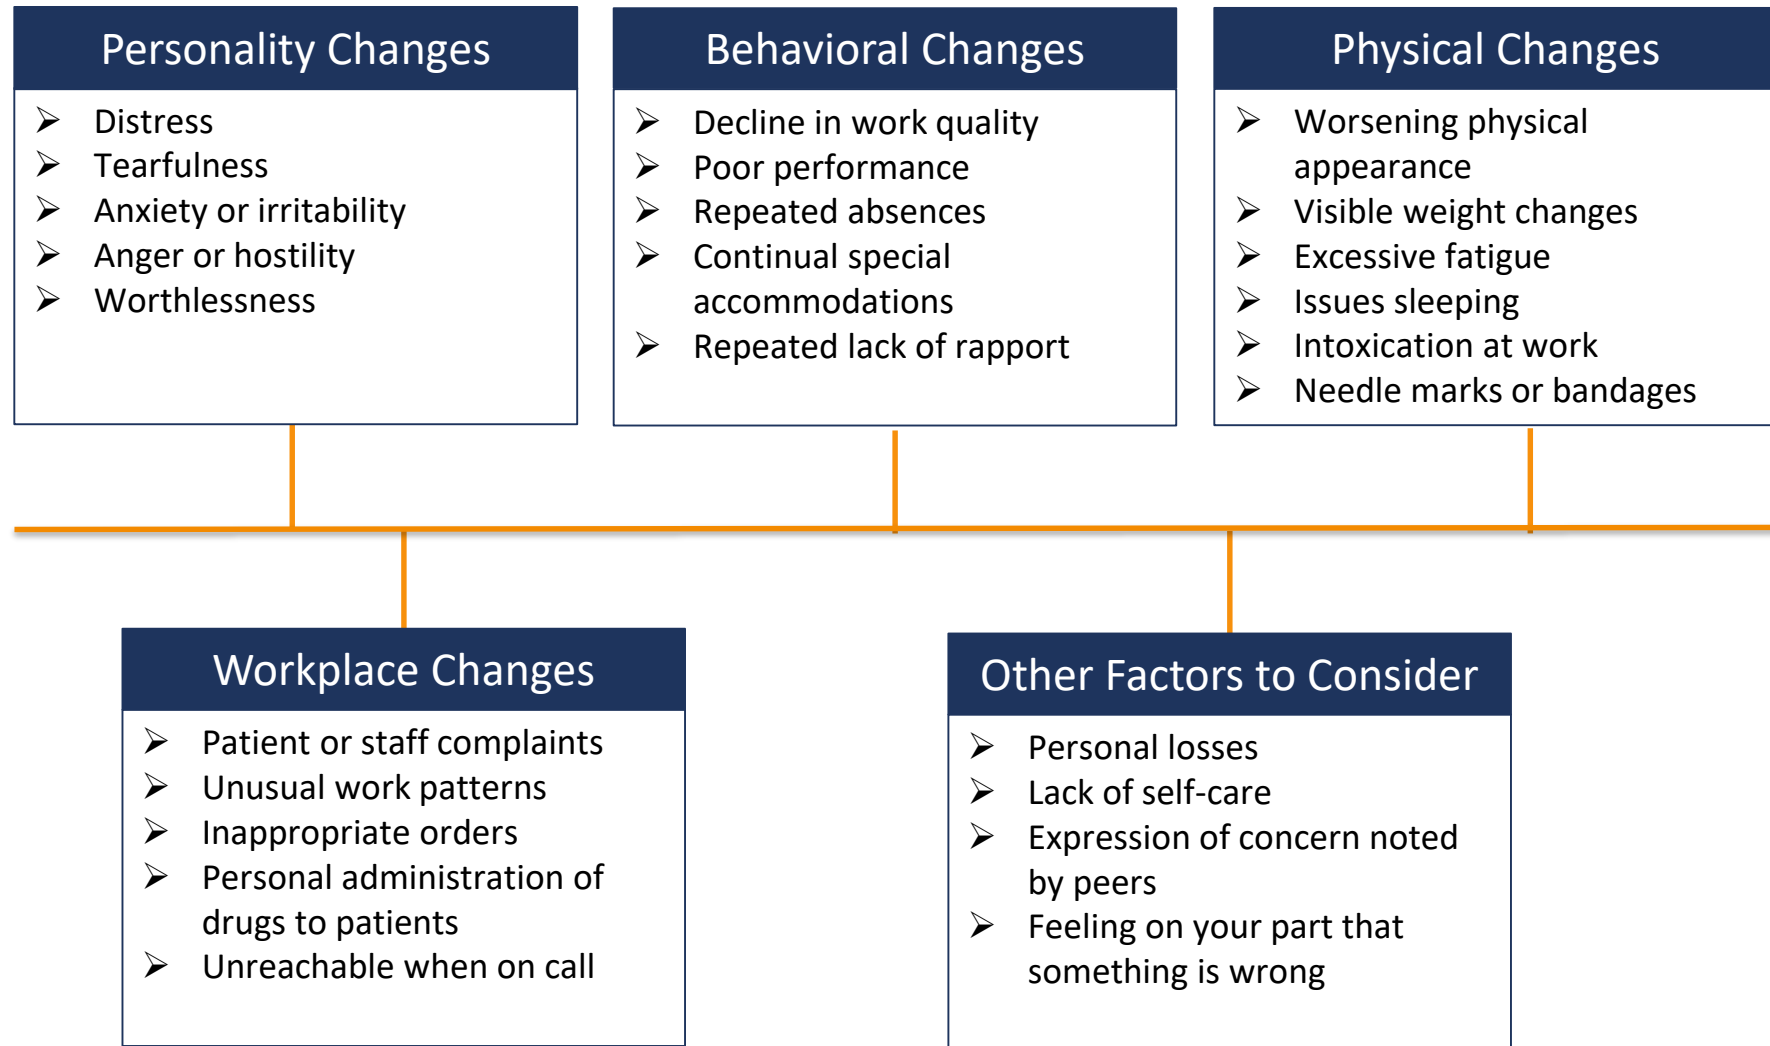 Personality Changes
➢ Distress
➢ Tearfulness
➢ Anxiety or irritability
➢ Anger or hostility
➢ Worthlessness
Behavioral Changes
➢ Decline in work quality
➢ Poor performance
➢ Repeated absences
➢ Continual special
accommodations
➢ Repeated lack of rapport
Physical Changes
➢ Worsening physical
appearance
➢ Visible weight changes
➢ Excessive fatigue
➢ Issues sleeping
➢ Intoxication at work
➢ Needle marks or bandages
Workplace Changes
➢ Patient or staff complaints
➢ Unusual work patterns
➢ Inappropriate orders
➢ Personal administration of
drugs to patients
➢ Unreachable when on call
Other Factors to Consider
➢ Personal losses
➢ Lack of self-care
➢ Expression of concern noted
by peers
➢ Feeling on your part that
something is wrong